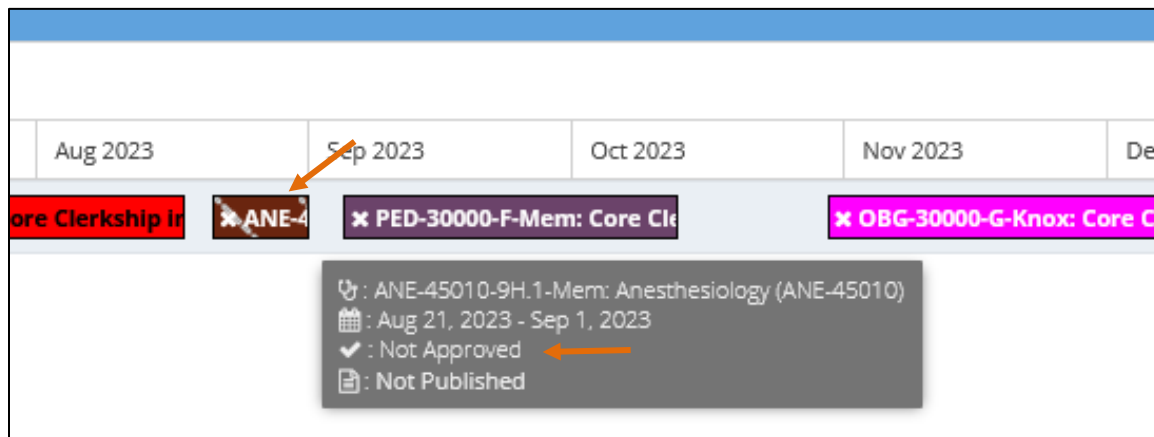 Aug 2023 Sep 2023 Oct 2023 Nov 2023 De
ore Clerkship in ANE-4 PED-30000-F-Mem: Core Cle OBG-30000-G-Knox: Core C
: ANE-45010-9H.1-Mem: Anesthesiology (ANE-45010)
: Aug 21, 2023 - Sep 1, 2023
: Not Approved
: Not Published